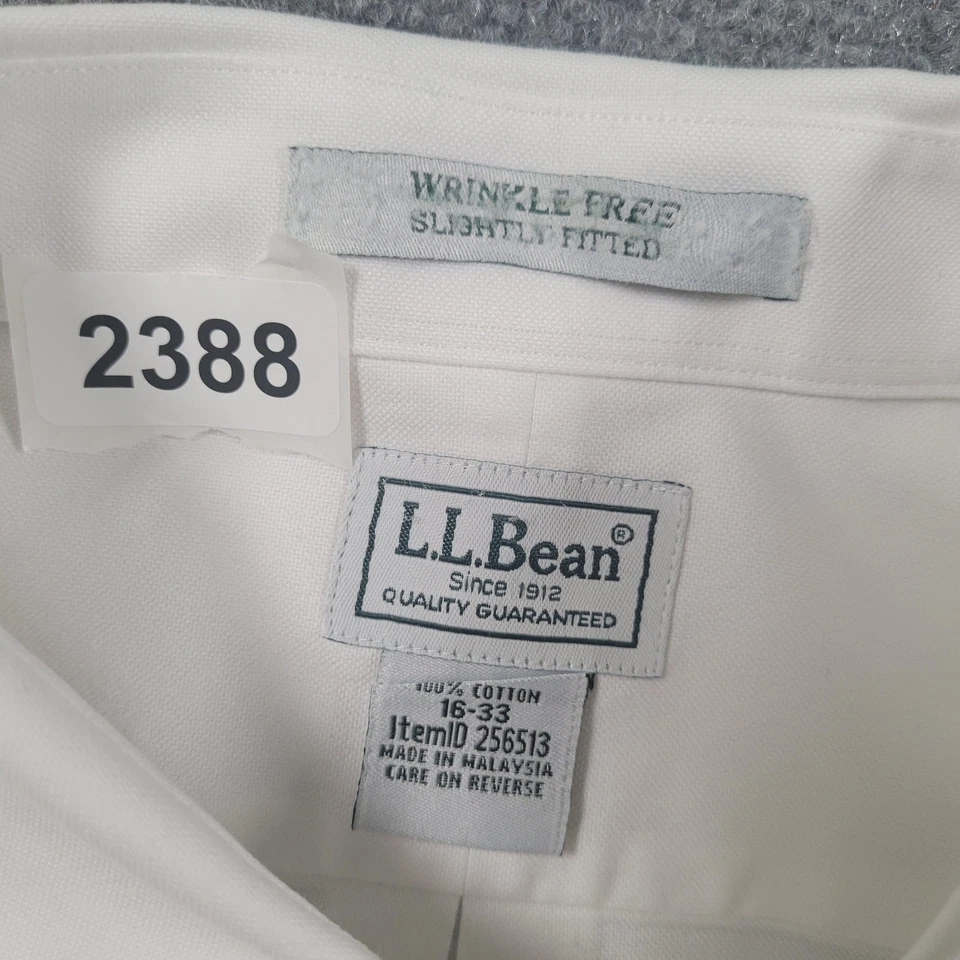 WRINKLE FREE
SLIGHTLY FITTED
2388
L.L.Bean®
Since 1912
QUALITY GUARANTEED
100% COTTON
16-33
ItemID 256513
MADE IN MALAYSIA
CARE ON REVERSE